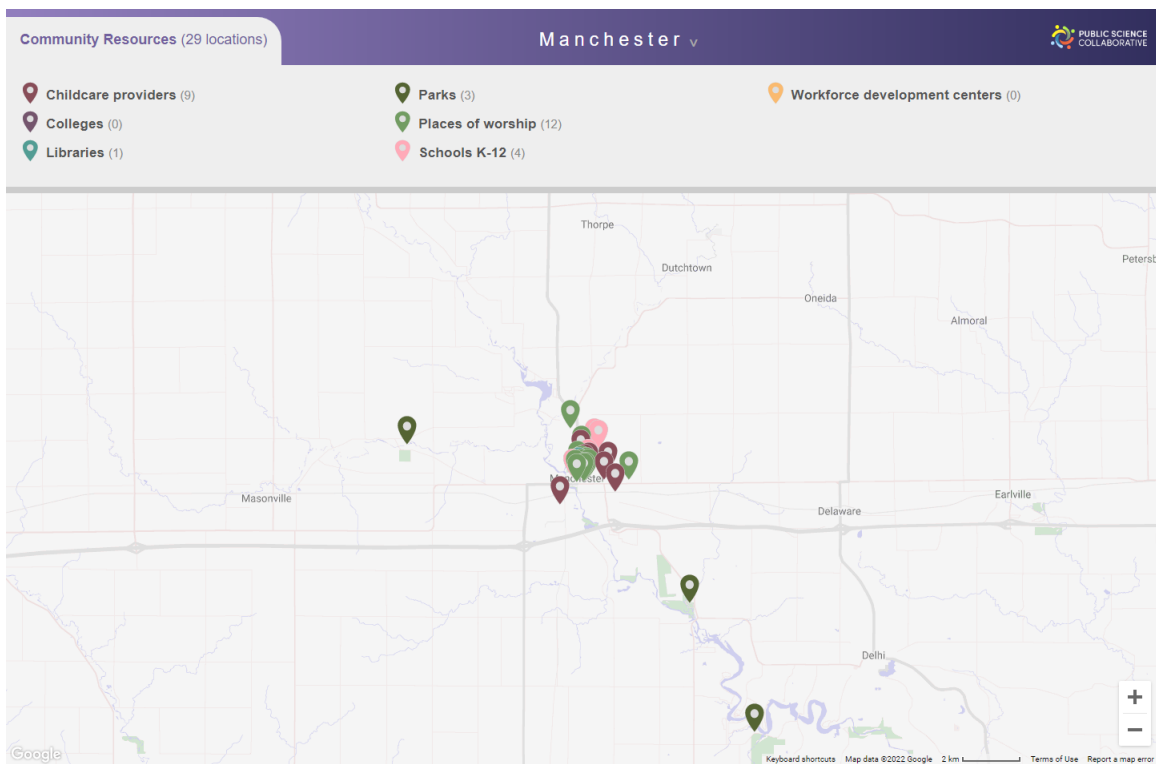 Community Resources (29 locations)
Manchester v
PUBLIC SCIENCE
COLLABORATIVE
Childcare providers (9)
Parks (3)
Workforce development centers (0)
Colleges (0)
Places of worship (12)
Libraries (1)
Schools K-12 (4)
Thorpe
Petersb
Dutchtown
Oneida
Almoral
Manchester
Masonville
Earlville
Delaware
Delhi
+
−
Google
Keyboard shortcuts Map data ©2022 Google 2 km Terms of Use Report a map error